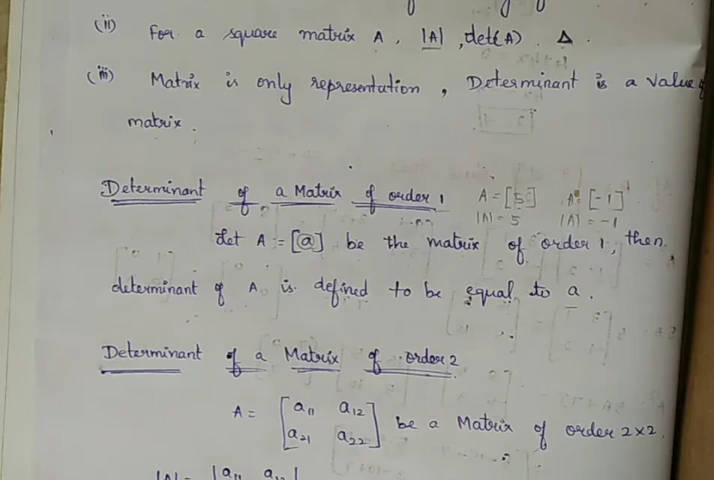 (ii) For a square matrix A, |A|, det(A). Δ
(iii) Matrix is only representation, Determinant is a value of
matrix.
Determinant of a Matrix of order 1 A = [5] A = [-1]
|A| = 5 |A| = -1
Let A = [a] be the matrix of order 1, then
determinant of A is defined to be equal to a.
Determinant of a Matrix of order 2
A = [a₁₁ a₁₂
a₂₁ a₂₂] be a Matrix of order 2×2.
|A| = |a₁₁ a₁₂|